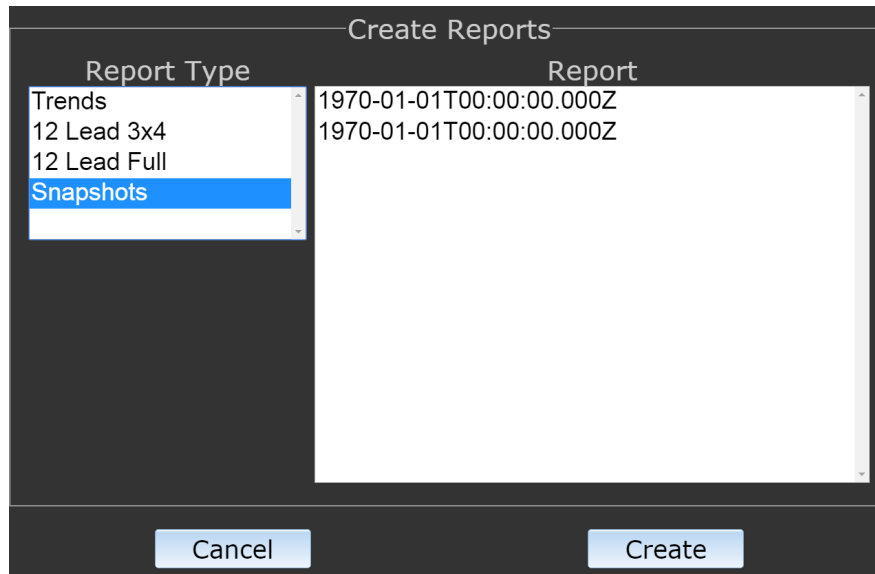 Create Reports
Report Type
Report
Trends
12 Lead 3x4
12 Lead Full
Snapshots
1970-01-01T00:00:00.000Z
1970-01-01T00:00:00.000Z
Cancel
Create